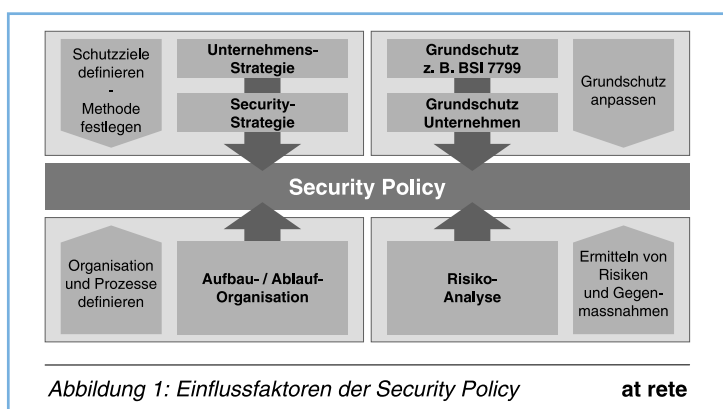 Schutzziele
definieren
-
Methode
festlegen
Unternehmens-
Strategie
Security-
Strategie
Grundschutz
z. B. BSI 7799
Grundschutz
Unternehmen
Grundschutz
anpassen
Security Policy
Organisation
und Prozesse
definieren
Aufbau- / Ablauf-
Organisation
Risiko-
Analyse
Ermitteln von
Risiken
und Gegen-
massnahmen
Abbildung 1: Einflussfaktoren der Security Policy
at rete